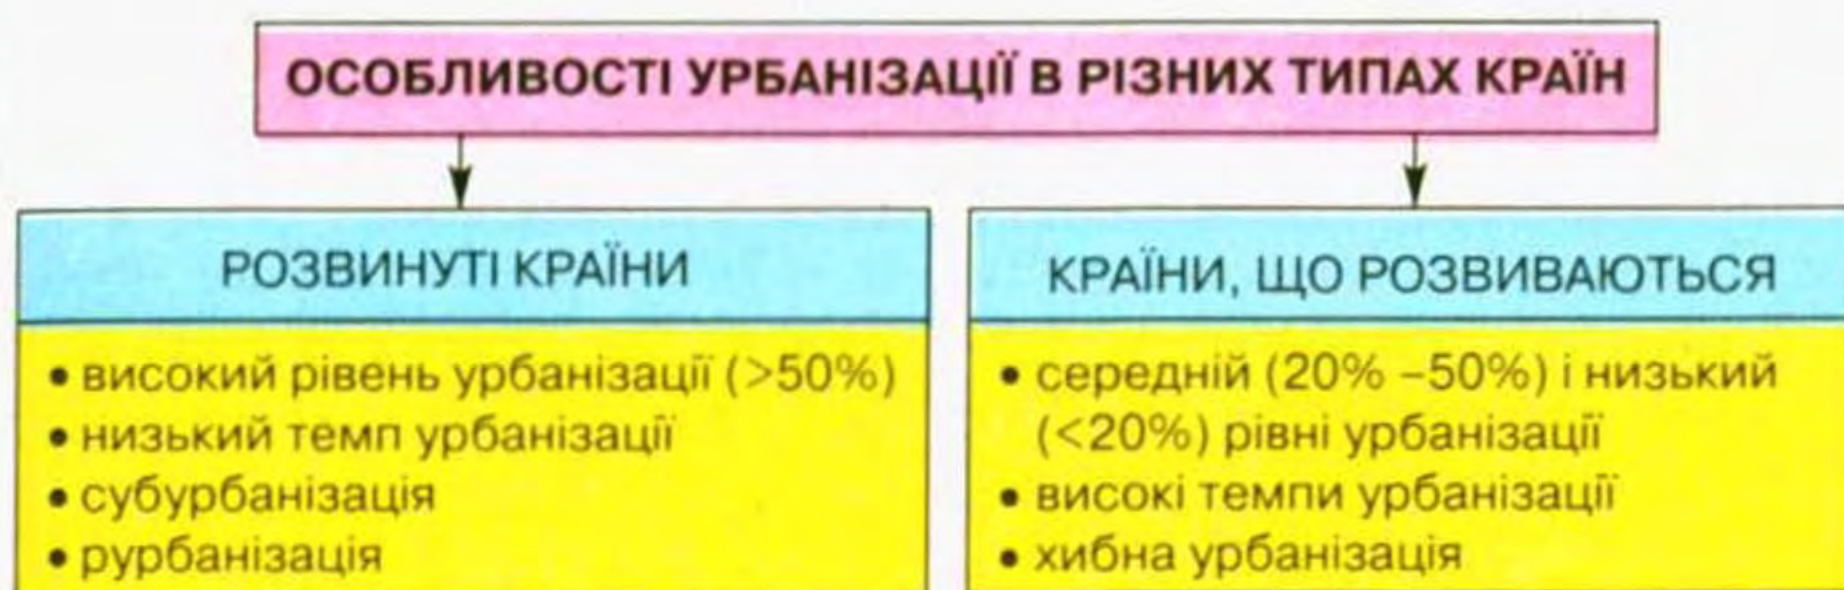 ОСОБЛИВОСТІ УРБАНІЗАЦІЇ В РІЗНИХ ТИПАХ КРАЇН
РОЗВИНУТІ КРАЇНИ
• високий рівень урбанізації (>50%)
• низький темп урбанізації
• субурбанізація
• рурбанізація
КРАЇНИ, ЩО РОЗВИВАЮТЬСЯ
• середній (20% –50%) і низький
(<20%) рівні урбанізації
• високі темпи урбанізації
• хибна урбанізація